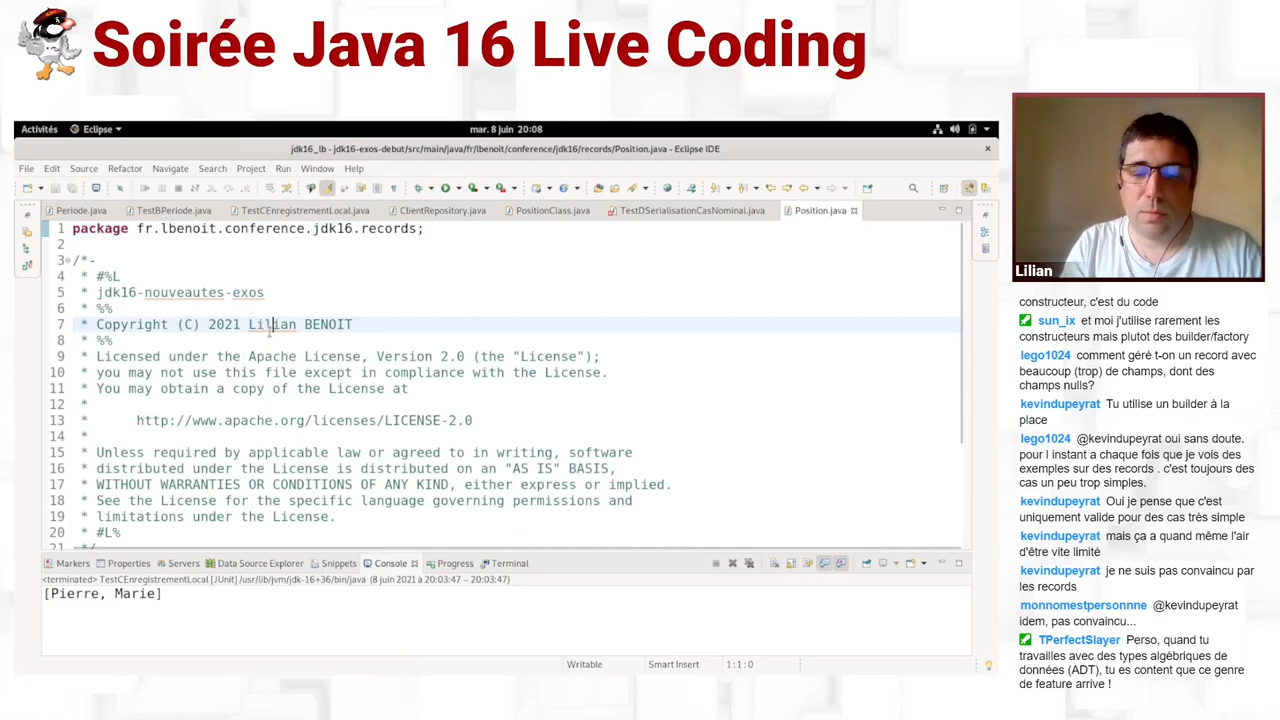 Soirée Java 16 Live Coding
Activités
Eclipse
mar. 8 juin 20:08
jdk16_lb - jdk16-exos-debut/src/main/java/fr/lbenoit/conference/jdk16/records/Position.java - Eclipse IDE
File Edit Source Refactor Navigate Search Project Run Window Help
Periode.java TestBPeriode.java TestCEnregistrementLocal.java ClientRepository.java PositionClass.java TestDSerialisationCasNominal.java Position.java
1 package fr.lbenoit.conference.jdk16.records;
2
3 /*-
4 * #%L
5 * jdk16-nouveautes-exos
6 * %%
7 * Copyright (C) 2021 Lilian BENOIT
8 * %%
9 * Licensed under the Apache License, Version 2.0 (the "License");
10 * you may not use this file except in compliance with the License.
11 * You may obtain a copy of the License at
12 *
13 * http://www.apache.org/licenses/LICENSE-2.0
14 *
15 * Unless required by applicable law or agreed to in writing, software
16 * distributed under the License is distributed on an "AS IS" BASIS,
17 * WITHOUT WARRANTIES OR CONDITIONS OF ANY KIND, either express or implied.
18 * See the License for the specific language governing permissions and
19 * limitations under the License.
20 * #L%
21 */
Markers Properties Servers Data Source Explorer Snippets Console Progress Terminal
<terminated> TestCEnregistrementLocal [JUnit] /usr/lib/jvm/jdk-16+36/bin/java (8 juin 2021 à 20:03:47 – 20:03:47)
[Pierre, Marie]
Writable Smart Insert 1:1:0
Lilian
constructeur, c'est du code
sun_ix et moi j'utilise rarement les
constructeurs mais plutot des builder/factory
lego1024 comment géré t-on un record avec
beaucoup (trop) de champs, dont des
champs nulls?
kevindupeyrat Tu utilise un builder à la
place
lego1024 @kevindupeyrat oui sans doute.
pour l instant a chaque fois que je vois des
exemples sur des records . c'est toujours des
cas un peu trop simples.
kevindupeyrat Oui je pense que c'est
uniquement valide pour des cas très simple
kevindupeyrat mais ça a quand même l'air
d'être vite limité
kevindupeyrat je ne suis pas convaincu par
les records
monnomestpersonnne @kevindupeyrat
idem, pas convaincu...
TPerfectSlayer Perso, quand tu
travailles avec des types algébriques de
données (ADT), tu es content que ce genre
de feature arrive !